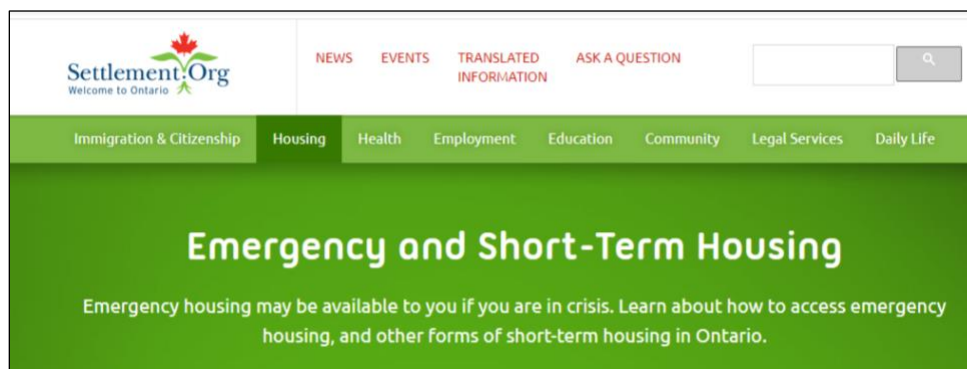 Settlement.Org
Welcome to Ontario
NEWS EVENTS TRANSLATED INFORMATION ASK A QUESTION
Immigration & Citizenship Housing Health Employment Education Community Legal Services Daily Life
Emergency and Short-Term Housing
Emergency housing may be available to you if you are in crisis. Learn about how to access emergency
housing, and other forms of short-term housing in Ontario.